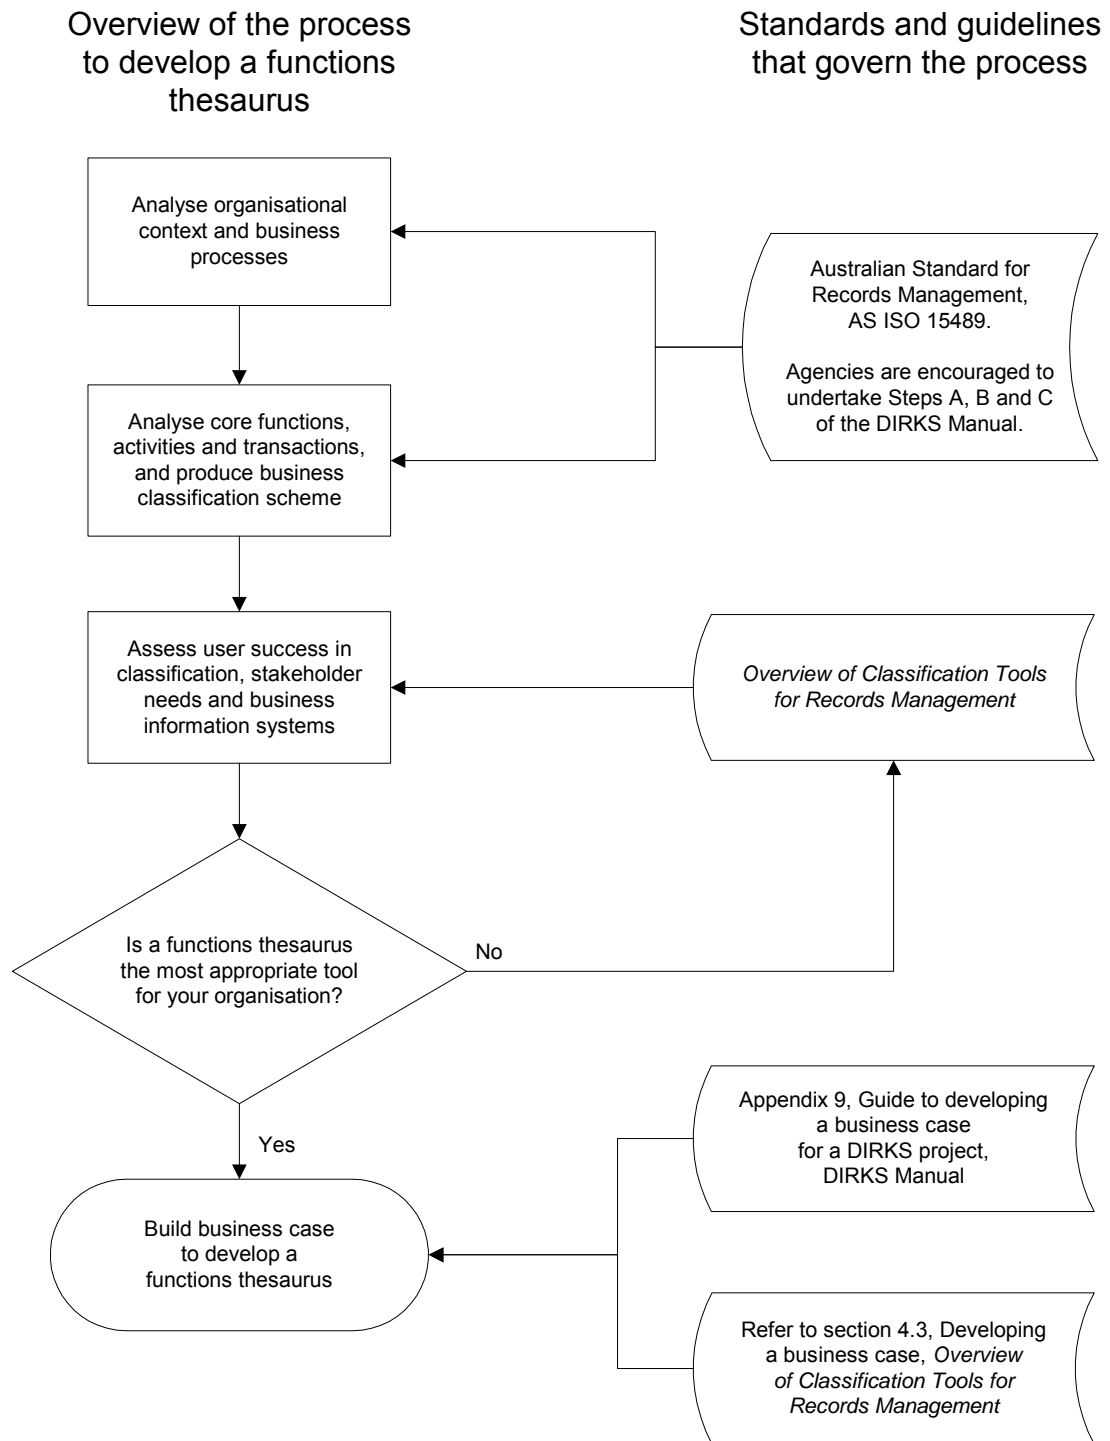 Overview of the process
to develop a functions
thesaurus
Standards and guidelines
that govern the process
Analyse organisational
context and business
processes
Australian Standard for
Records Management,
AS ISO 15489.
Agencies are encouraged to
undertake Steps A, B and C
of the DIRKS Manual.
Analyse core functions,
activities and transactions,
and produce business
classification scheme
Assess user success in
classification, stakeholder
needs and business
information systems
Overview of Classification Tools
for Records Management
Is a functions thesaurus
the most appropriate tool
for your organisation?
No
Yes
Appendix 9, Guide to developing
a business case
for a DIRKS project,
DIRKS Manual
Build business case
to develop a
functions thesaurus
Refer to section 4.3, Developing
a business case, Overview
of Classification Tools for
Records Management